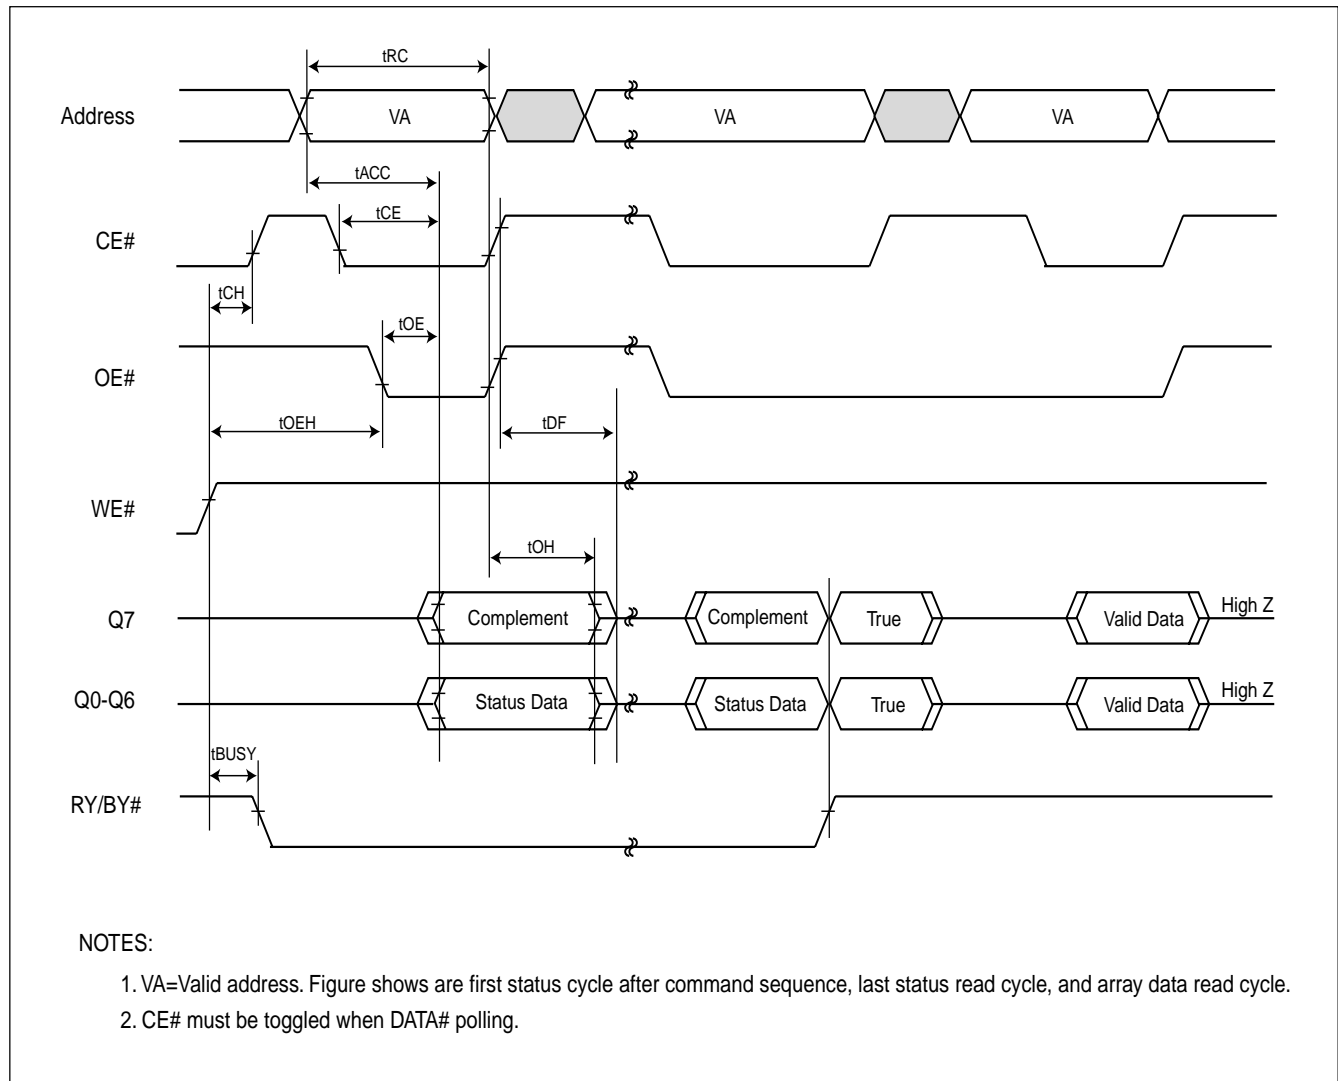 tRC
Address VA VA VA
tACC
tCE
CE#
tCH
tOE
OE#
tOEH tDF
WE#
tOH
Q7 Complement Complement True Valid Data High Z
Q0-Q6 Status Data Status Data True Valid Data High Z
tBUSY
RY/BY#
NOTES:
1. VA=Valid address. Figure shows are first status cycle after command sequence, last status read cycle, and array data read cycle.
2. CE# must be toggled when DATA# polling.